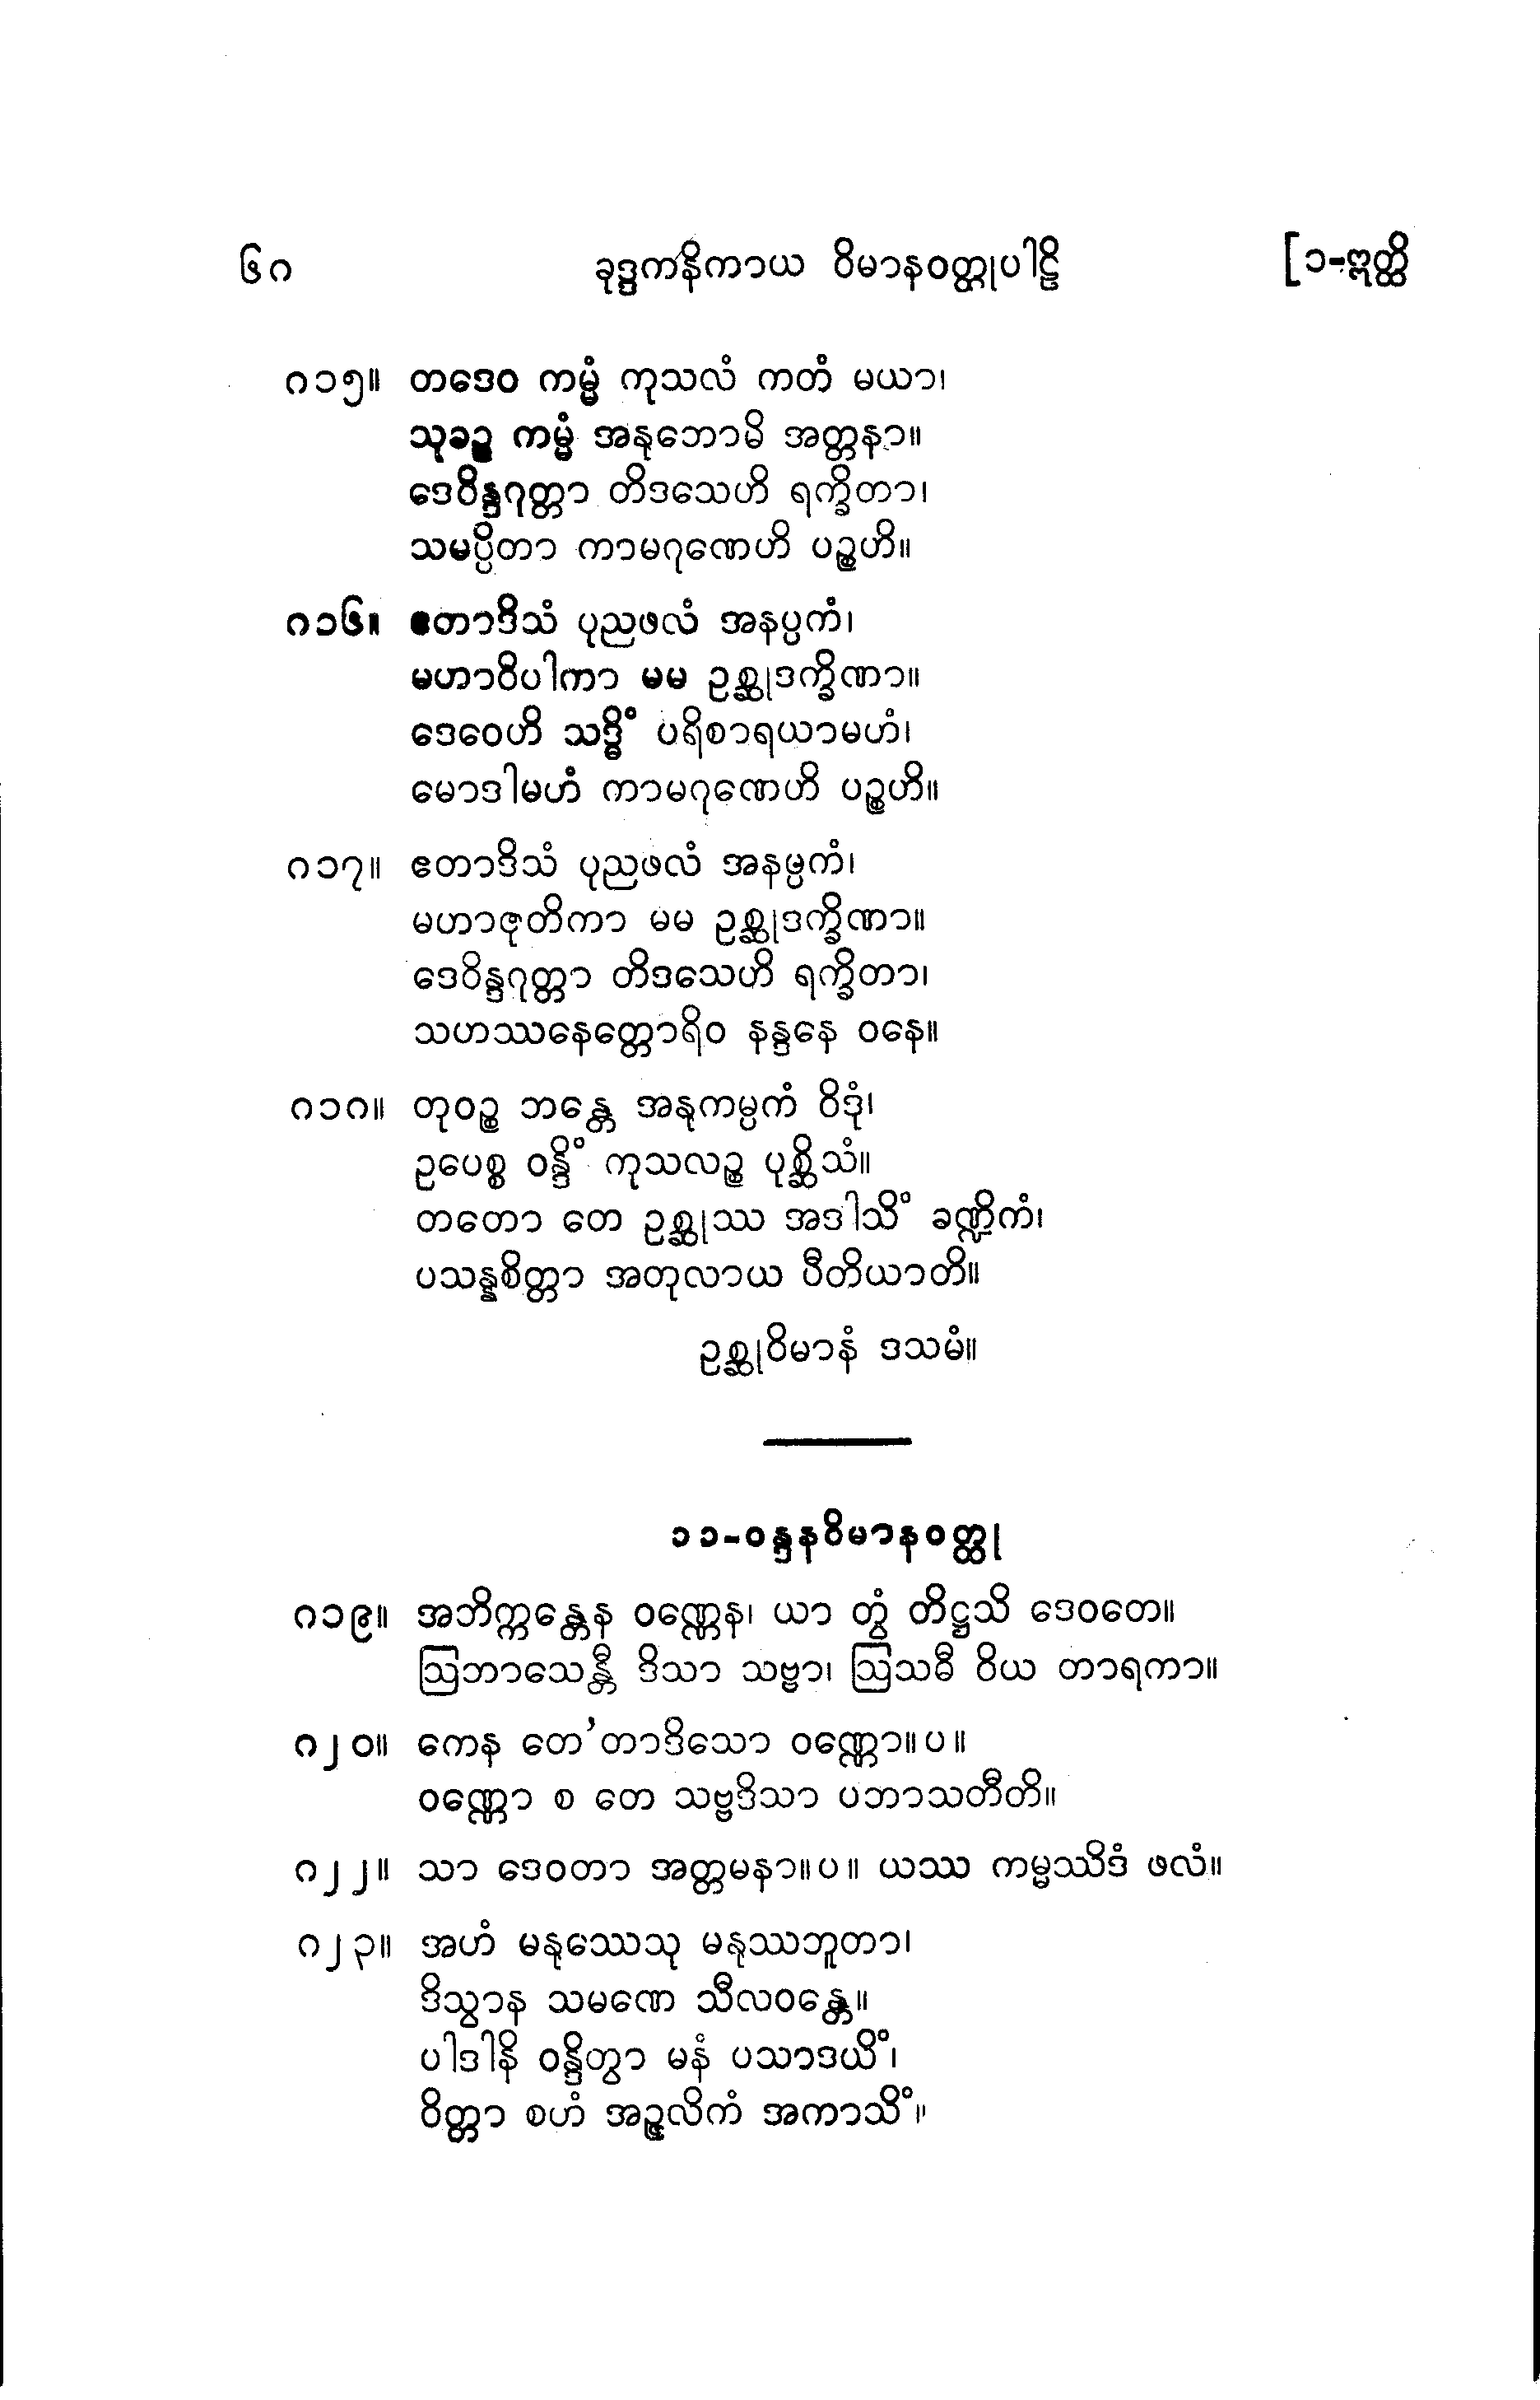 ၆၈ ခုဒ္ဒကနိကာယ ဝိမာနဝတ္ထုပါဠိ [၁-ဣတ္ထိ
၈၁၅။ တဒေဝ ကမ္မံ ကုသလံ ကတံ မယာ၊
သုခဉ္စ ကမ္မံ အနုဘောမိ အတ္တနာ။
ဒေဝိန္ဒဂုတ္တာ တိဒသေဟိ ရက္ခိတာ၊
သမပ္ပိတာ ကာမဂုဏေဟိ ပဉ္စဟိ။
၈၁၆။ ဧတာဒိသံ ပုညဖလံ အနပ္ပကံ၊
မဟာဝိပါကာ မမ ဥစ္ဆုဒက္ခိဏာ။
ဒေဝေဟိ သဒ္ဓိံ ပရိစာရယာမဟံ၊
မောဒါမဟံ ကာမဂုဏေဟိ ပဉ္စဟိ။
၈၁၇။ ဧတာဒိသံ ပုညဖလံ အနပ္ပကံ၊
မဟာဇုတိကာ မမ ဥစ္ဆုဒက္ခိဏာ။
ဒေဝိန္ဒဂုတ္တာ တိဒသေဟိ ရက္ခိတာ၊
သဟဿနေတ္တောရိဝ နန္ဒနေ ဝနေ။
၈၁၈။ တုဝဉ္စ ဘန္တေ အနုကမ္ပကံ ဝိဒုံ၊
ဥပေစ္စ ဝန္ဒိံ ကုသလဉ္စ ပုစ္ဆိသံ။
တတော တေ ဥစ္ဆုဿ အဒါသိံ ခဏ္ဍိကံ၊
ပသန္နစိတ္တာ အတုလာယ ပီတိယာတိ။
ဥစ္ဆုဝိမာနံ ဒသမံ။
၁၁-ဝန္ဒနဝိမာနဝတ္ထု
၈၁၉။ အဘိက္ကန္တေန ဝဏ္ဏေန၊ ယာ တွံ တိဋ္ဌသိ ဒေဝတေ။
ဩဘာသေန္တီ ဒိသာ သဗ္ဗာ၊ ဩသဓီ ဝိယ တာရကာ။
၈၂၀။ ကေန တေ’တာဒိသော ဝဏ္ဏော။ပ။
ဝဏ္ဏော စ တေ သဗ္ဗဒိသာ ပဘာသတီတိ။
၈၂၂။ သာ ဒေဝတာ အတ္တမနာ။ပ။ ယဿ ကမ္မဿိဒံ ဖလံ။
၈၂၃။ အဟံ မနုဿေသု မနုဿဘူတာ၊
ဒိသွာန သမဏေ သီလဝန္တေ။
ပါဒါနိ ဝန္ဒိတွာ မနံ ပသာဒယိံ၊
ဝိတ္တာ စဟံ အဉ္ဇလိကံ အကာသိံ။